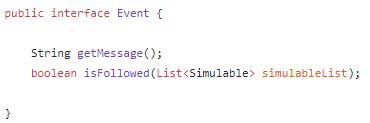 public interface Event {
String getMessage();
boolean isFollowed(List<Simulable> simulableList);
}